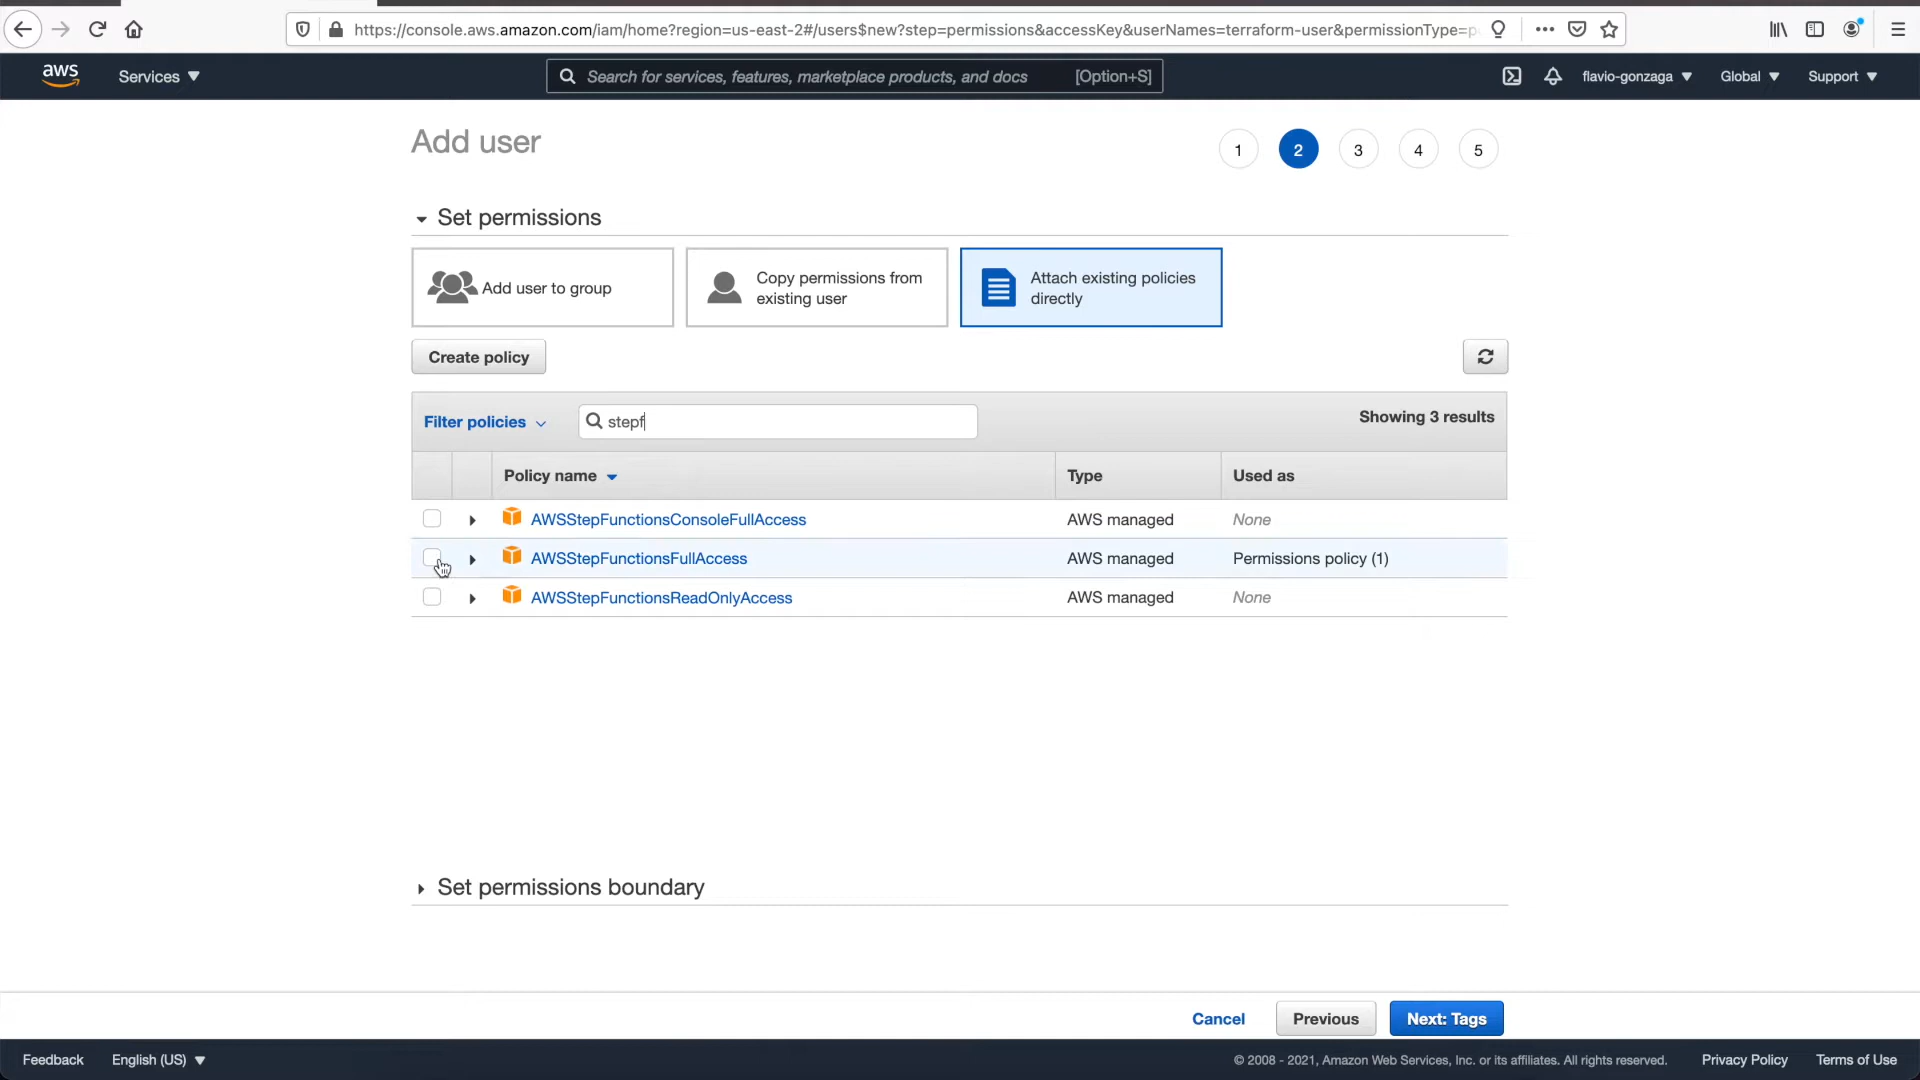 https://console.aws.amazon.com/iam/home?region=us-east-2#/users$new?step=permissions&accessKey&userNames=terraform-user&permissionType=p
aws
Services
Search for services, features, marketplace products, and docs
[Option+S]
flavio-gonzaga
Global
Support
Add user
1
2
3
4
5
Set permissions
Add user to group
Copy permissions from
existing user
Attach existing policies
directly
Create policy
Filter policies
stepf
Showing 3 results
Policy name
Type
Used as
AWSStepFunctionsConsoleFullAccess
AWS managed
None
AWSStepFunctionsFullAccess
AWS managed
Permissions policy (1)
AWSStepFunctionsReadOnlyAccess
AWS managed
None
Set permissions boundary
Cancel
Previous
Next: Tags
Feedback
English (US)
© 2008 - 2021, Amazon Web Services, Inc. or its affiliates. All rights reserved.
Privacy Policy
Terms of Use